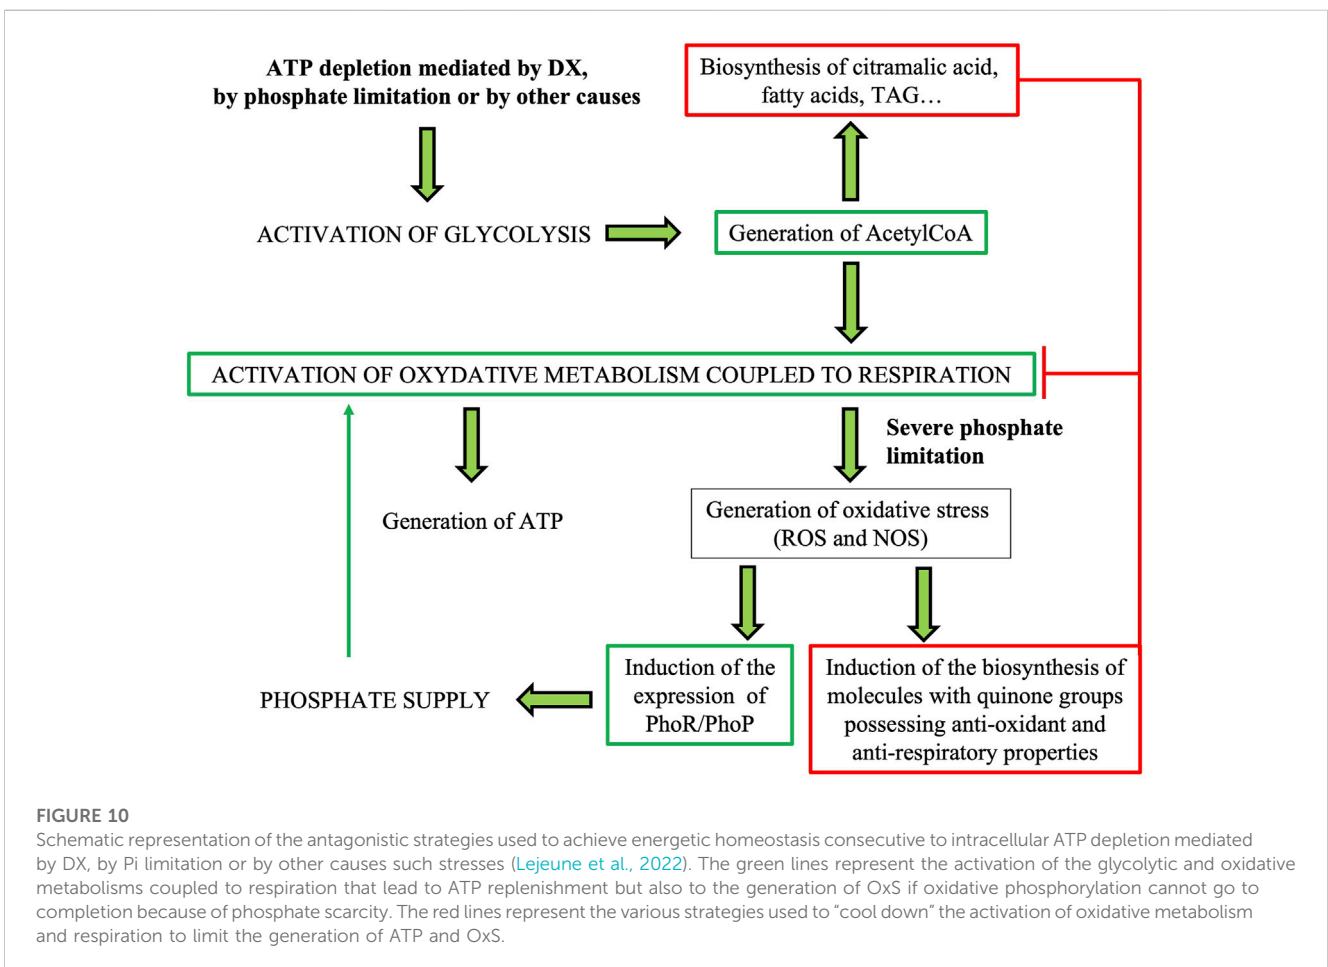 ATP depletion mediated by DX,
by phosphate limitation or by other causes
Biosynthesis of citramalic acid,
fatty acids, TAG…
ACTIVATION OF GLYCOLYSIS
Generation of AcetylCoA
ACTIVATION OF OXYDATIVE METABOLISM COUPLED TO RESPIRATION
Severe phosphate
limitation
Generation of ATP
Generation of oxidative stress
(ROS and NOS)
PHOSPHATE SUPPLY
Induction of the
expression of
PhoR/PhoP
Induction of the biosynthesis of
molecules with quinone groups
possessing anti-oxidant and
anti-respiratory properties
FIGURE 10
Schematic representation of the antagonistic strategies used to achieve energetic homeostasis consecutive to intracellular ATP depletion mediated
by DX, by Pi limitation or by other causes such stresses (Lejeune et al., 2022). The green lines represent the activation of the glycolytic and oxidative
metabolisms coupled to respiration that lead to ATP replenishment but also to the generation of OxS if oxidative phosphorylation cannot go to
completion because of phosphate scarcity. The red lines represent the various strategies used to “cool down” the activation of oxidative metabolism
and respiration to limit the generation of ATP and OxS.